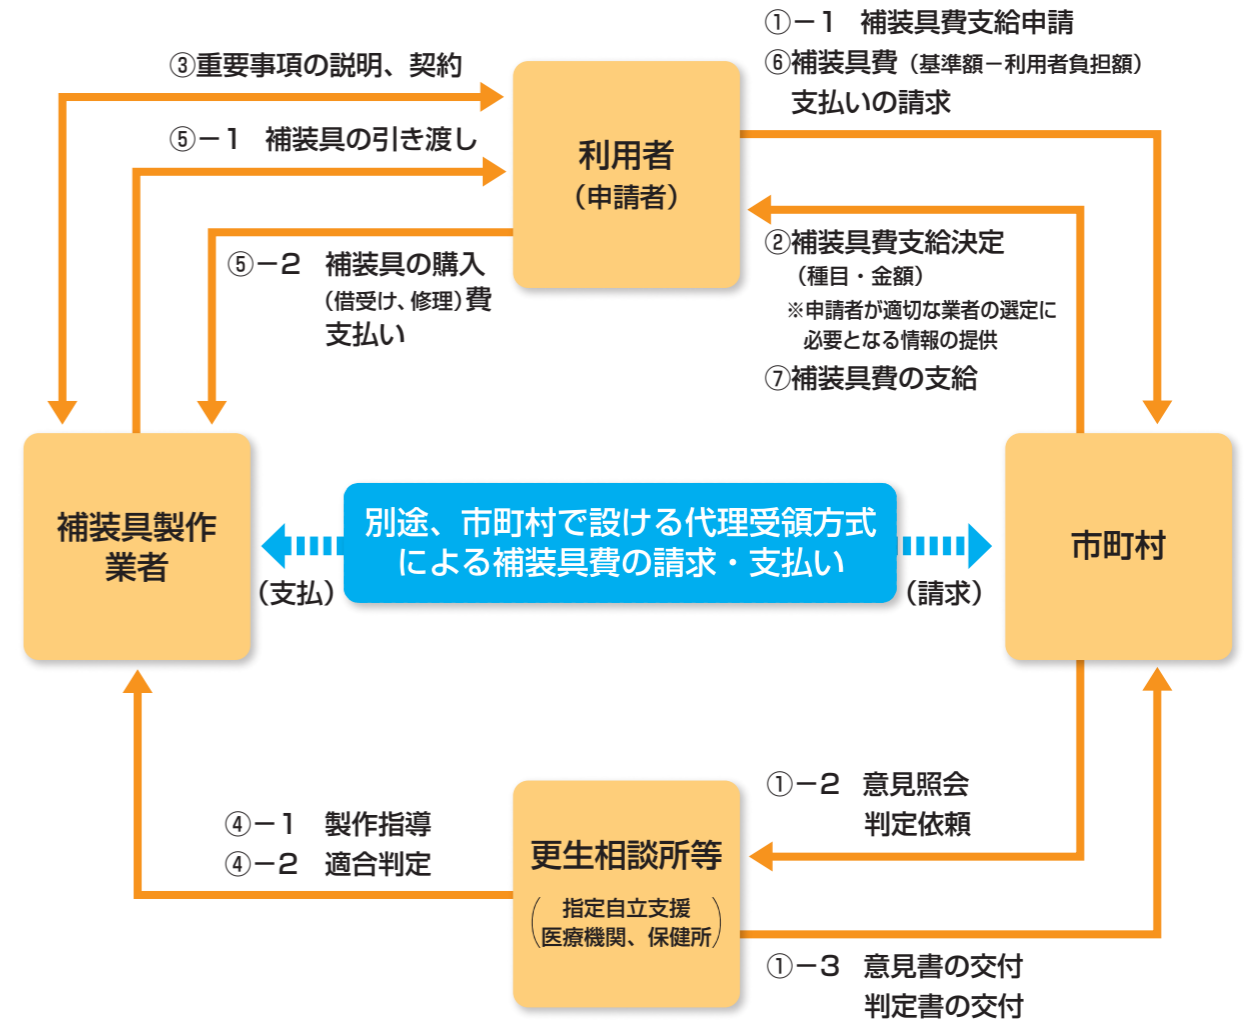 ①－1 補装具費支給申請
⑥補装具費（基準額－利用者負担額）
支払いの請求
③重要事項の説明、契約
⑤－1 補装具の引き渡し
利用者
（申請者）
⑤－2 補装具の購入
（借受け、修理）費
支払い
②補装具費支給決定
（種目・金額）
※申請者が適切な業者の選定に
必要となる情報の提供
⑦補装具費の支給
補装具製作
業者
別途、市町村で設ける代理受領方式
による補装具費の請求・支払い
（支払）
（請求）
市町村
④－1 製作指導
④－2 適合判定
更生相談所等
（指定自立支援
医療機関、保健所）
①－2 意見照会
判定依頼
①－3 意見書の交付
判定書の交付